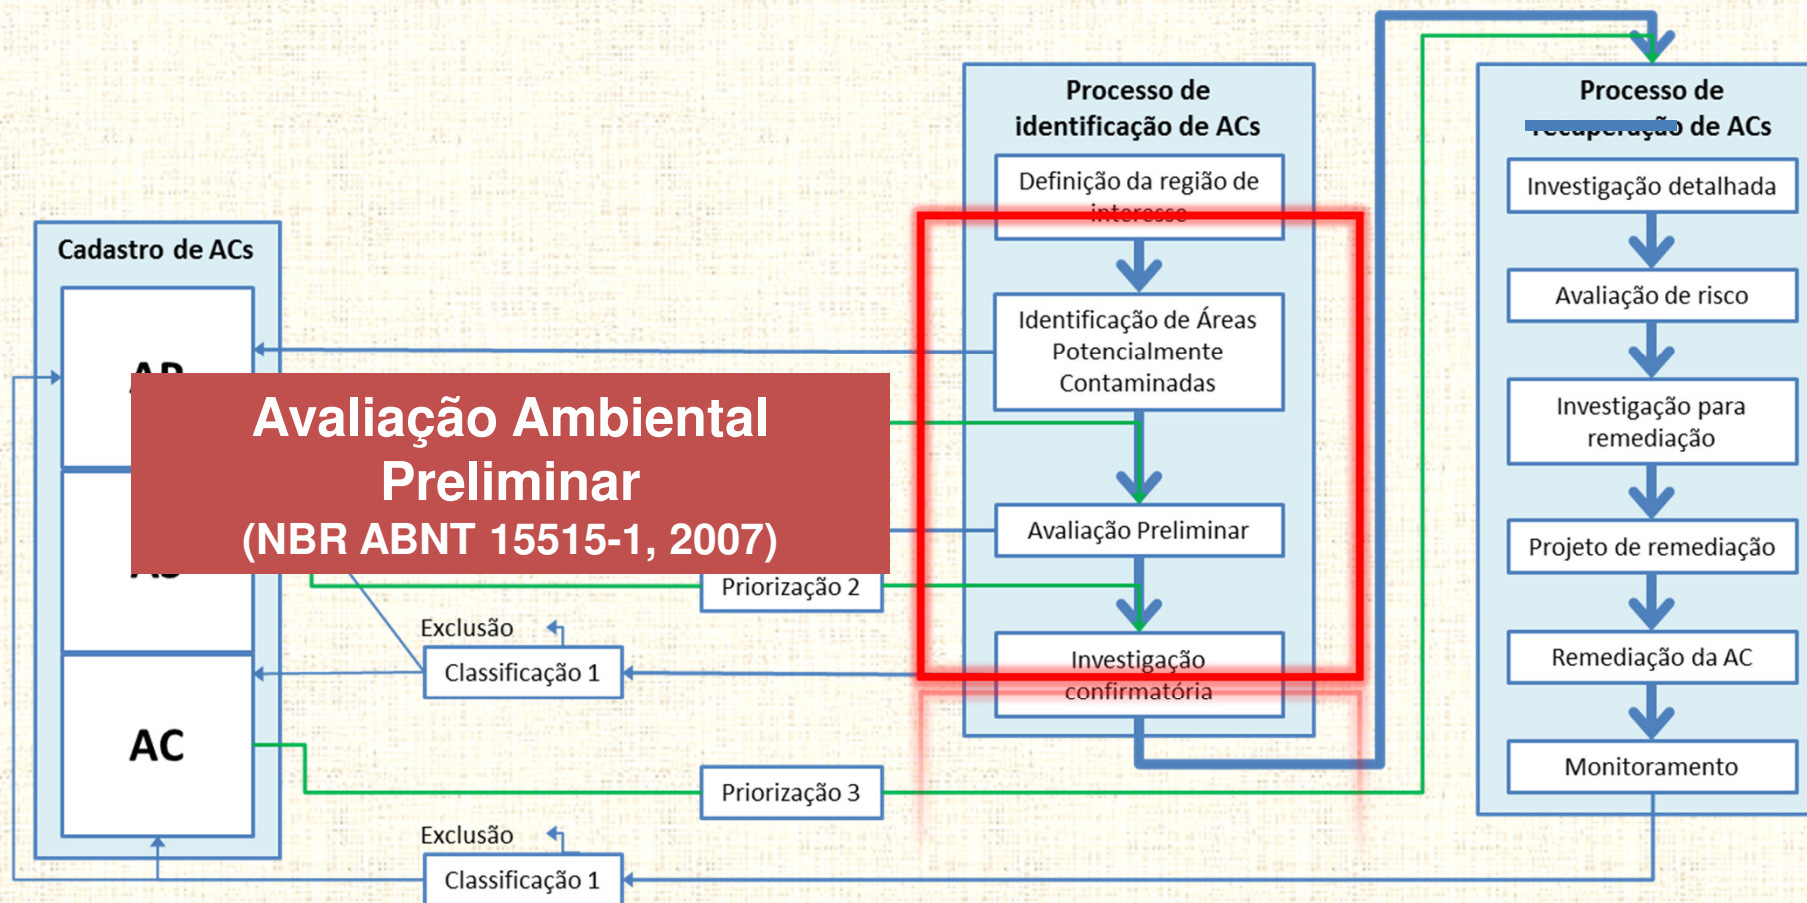 Processo de
identificação de ACs
Definição da região de
interesse
Identificação de Áreas
Potencialmente
Contaminadas
Avaliação Preliminar
Investigação
confirmatória
Processo de
recuperação de ACs
Investigação detalhada
Avaliação de risco
Investigação para
remediação
Projeto de remediação
Remediação da AC
Monitoramento
Cadastro de ACs
AC
Avaliação Ambiental
Preliminar
(NBR ABNT 15515-1, 2007)
Priorização 2
Exclusão
Classificação 1
Priorização 3
Exclusão
Classificação 1